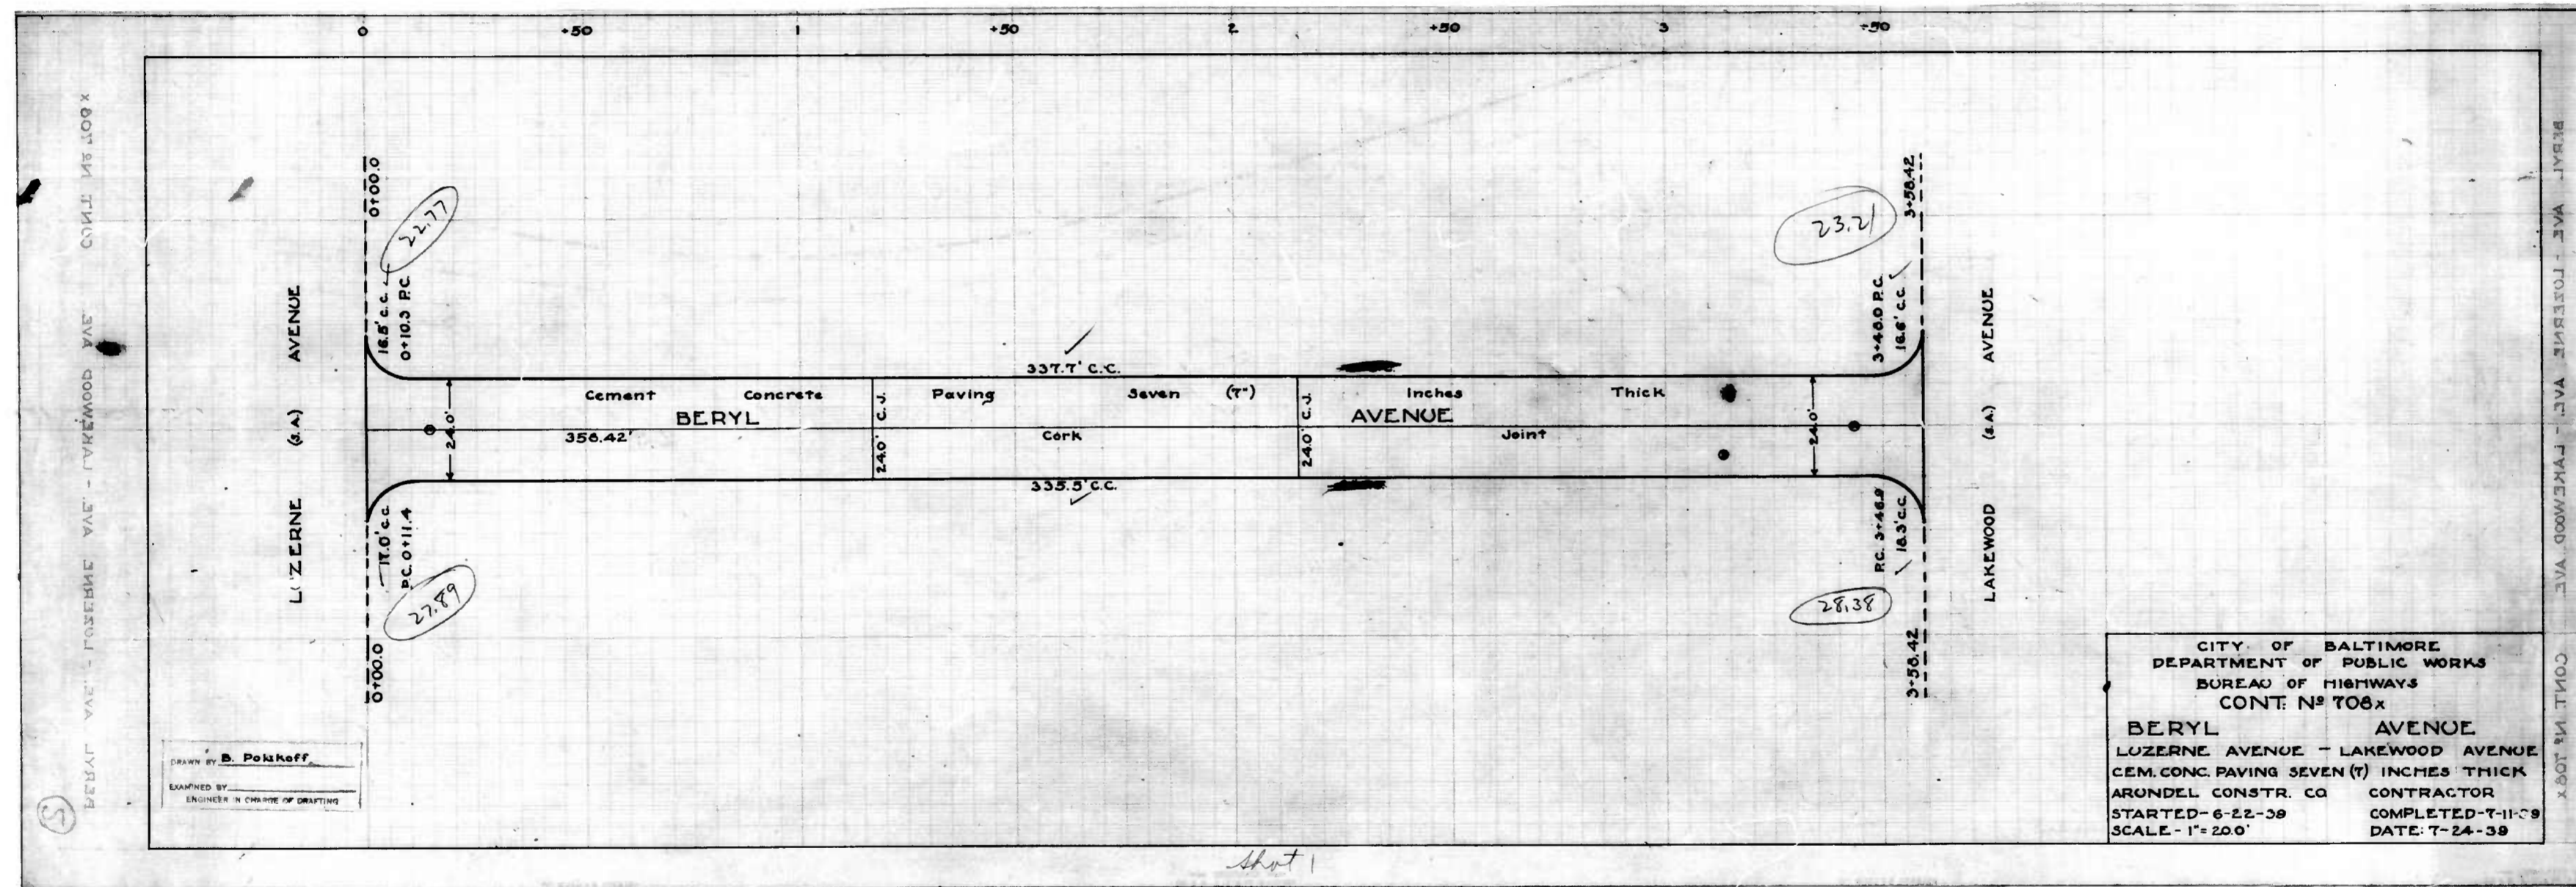 0 +50 1 +50 2 +50 3 +50
0+00.0
3+58.42
22.77
23.21
16.5' C.C.
0+10.3 P.C.
3+48.0 P.C.
16.6' C.C.
AVENUE
(S.A.)
LUZERNE
AVENUE
(S.A.)
LAKEWOOD
337.7' C.C.
Cement Concrete Paving Seven (7") Inches Thick
BERYL AVENUE
24.0'
24.0' C.J.
24.0' C.J.
24.0'
358.42' Cork Joint
335.5' C.C.
17.0' C.C.
P.C. 0+11.4
P.C. 3+46.9
18.3' C.C.
27.89
28.38
0+00.0
3+58.42
DRAWN BY B. Polskoff
EXAMINED BY
ENGINEER IN CHARGE OF DRAFTING
CITY OF BALTIMORE
DEPARTMENT OF PUBLIC WORKS
BUREAU OF HIGHWAYS
CONT. Nº 708x
BERYL AVENUE
LUZERNE AVENUE - LAKEWOOD AVENUE
CEM. CONC. PAVING SEVEN (7) INCHES THICK
ARUNDEL CONSTR. CO CONTRACTOR
STARTED-6-22-39 COMPLETED-7-11-39
SCALE - 1"=20.0' DATE: 7-24-39
BERYL AVE. - LUZERNE AVE. - LAKEWOOD AVE. CONT Nº 708x
BERYL AVE. - LUZERNE AVE. - LAKEWOOD AVE. CONT. Nº 708x